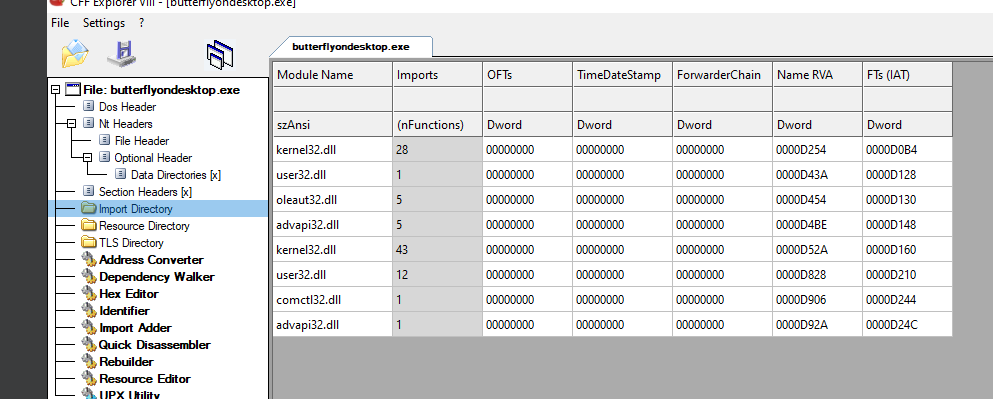 CFF Explorer VIII - [butterflyondesktop.exe]
File Settings ?
butterflyondesktop.exe
File: butterflyondesktop.exe
Dos Header
Nt Headers
File Header
Optional Header
Data Directories [x]
Section Headers [x]
Import Directory
Resource Directory
TLS Directory
Address Converter
Dependency Walker
Hex Editor
Identifier
Import Adder
Quick Disassembler
Rebuilder
Resource Editor
UPX Utility
Module Name Imports OFTs TimeDateStamp ForwarderChain Name RVA FTs (IAT)
szAnsi (nFunctions) Dword Dword Dword Dword Dword
kernel32.dll 28 00000000 00000000 00000000 0000D254 0000D0B4
user32.dll 1 00000000 00000000 00000000 0000D43A 0000D128
oleaut32.dll 5 00000000 00000000 00000000 0000D454 0000D130
advapi32.dll 5 00000000 00000000 00000000 0000D4BE 0000D148
kernel32.dll 43 00000000 00000000 00000000 0000D52A 0000D160
user32.dll 12 00000000 00000000 00000000 0000D828 0000D210
comctl32.dll 1 00000000 00000000 00000000 0000D906 0000D244
advapi32.dll 1 00000000 00000000 00000000 0000D92A 0000D24C